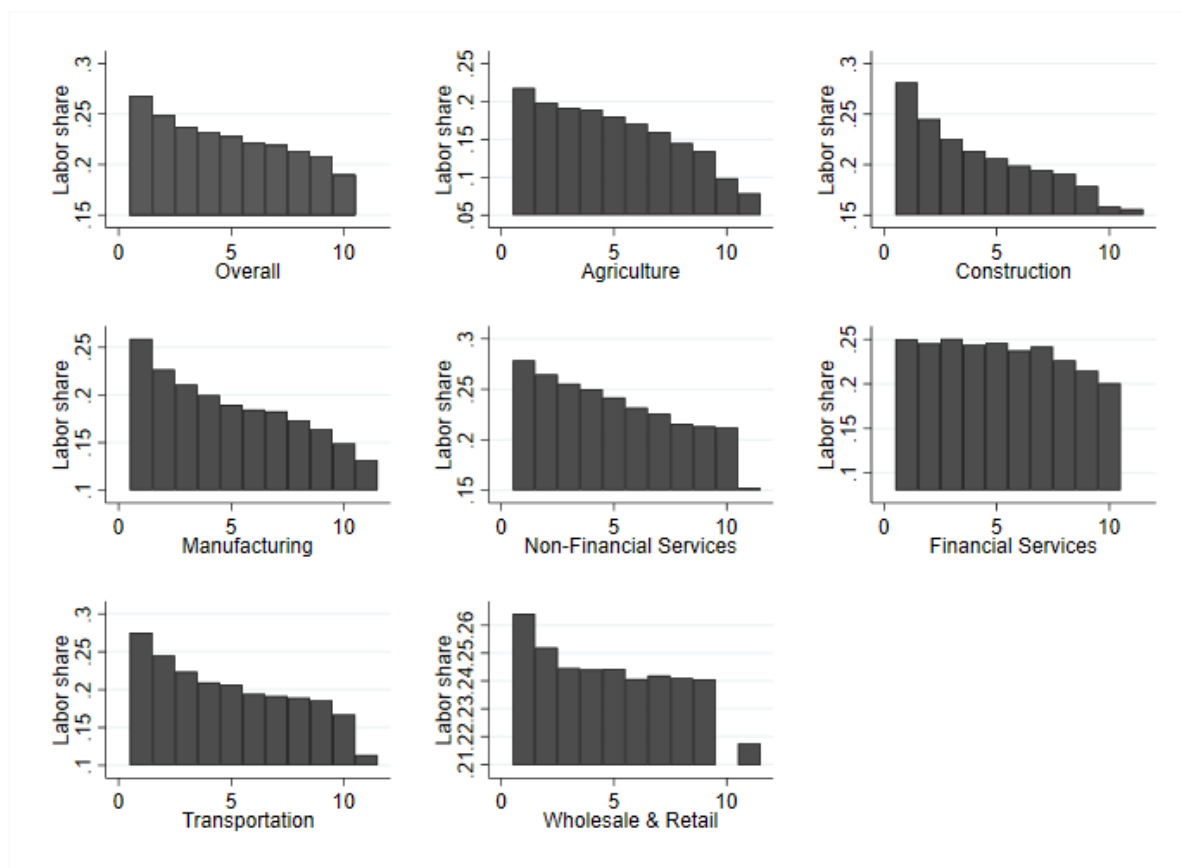 Labor share
.15 .2 .25 .3
0 5 10
Overall
Labor share
.05 .1 .15 .2 .25
0 5 10
Agriculture
Labor share
.15 .2 .25 .3
0 5 10
Construction
Labor share
.1 .15 .2 .25
0 5 10
Manufacturing
Labor share
.15 .2 .25 .3
0 5 10
Non-Financial Services
Labor share
.1 .15 .2 .25
0 5 10
Financial Services
Labor share
.1 .15 .2 .25 .3
0 5 10
Transportation
Labor share
.21 .22 .23 .24 .25 .26
0 5 10
Wholesale & Retail